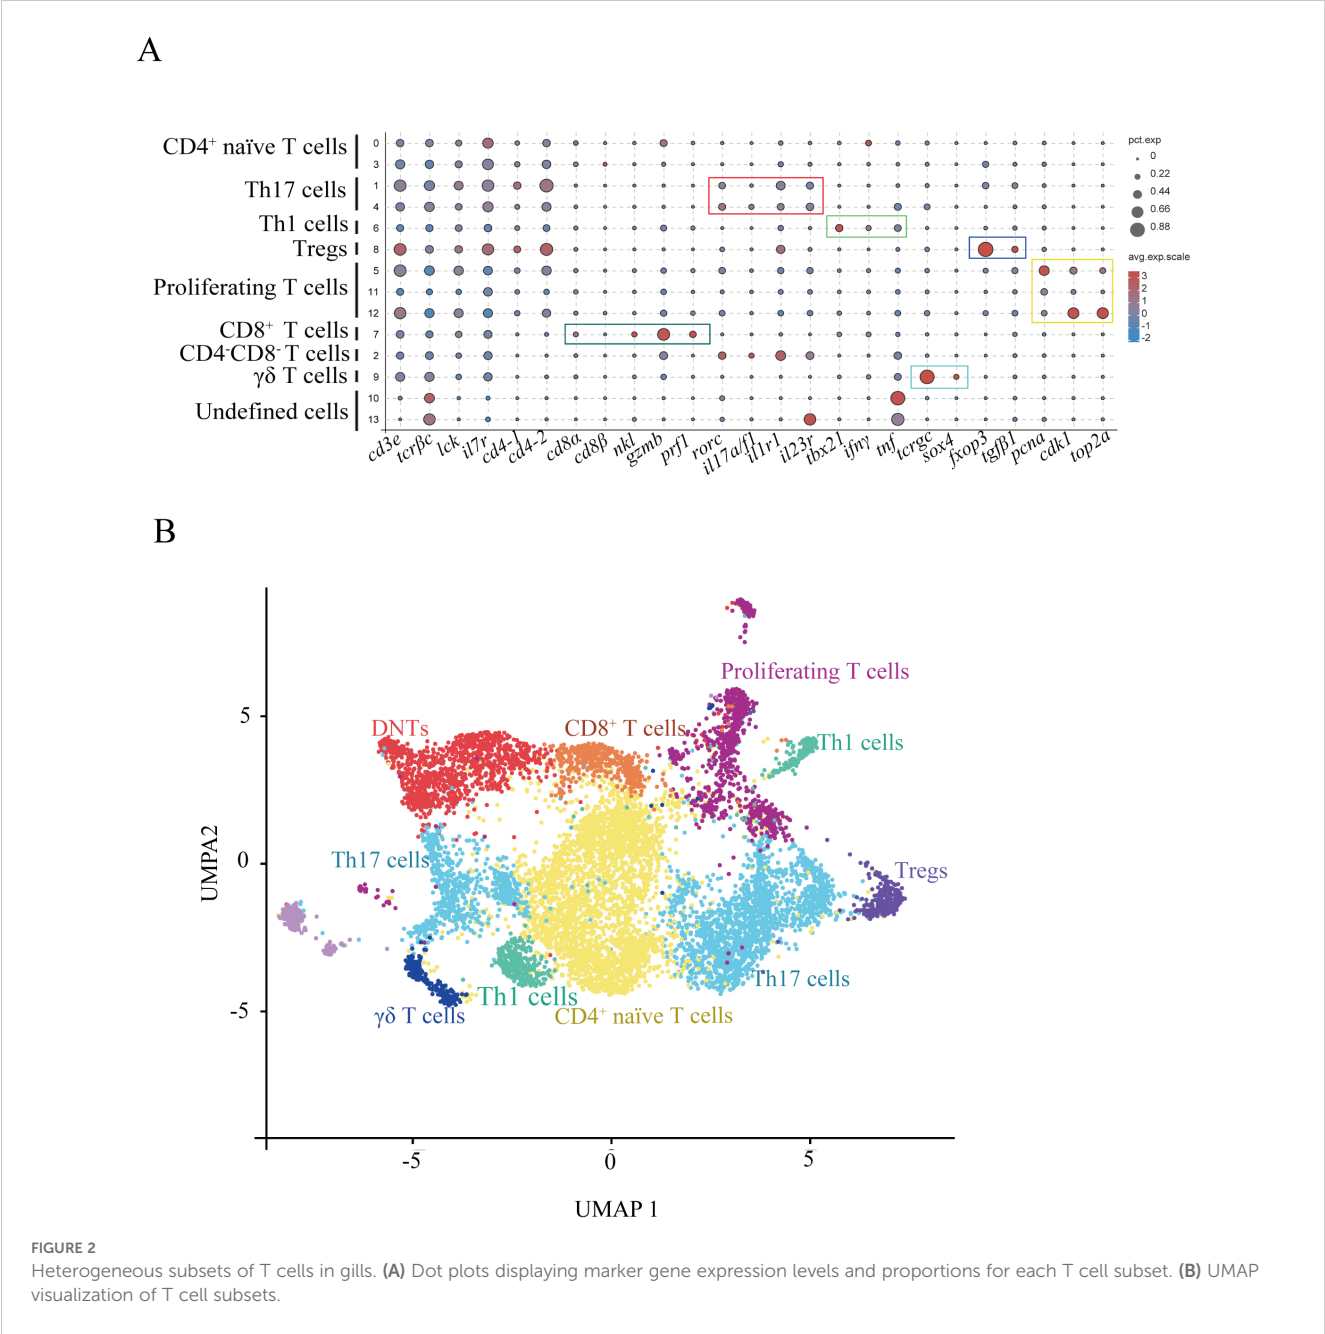 A
CD4⁺ naïve T cells
Th17 cells
Th1 cells
Tregs
Proliferating T cells
CD8⁺ T cells
CD4⁻CD8⁻ T cells
γδ T cells
Undefined cells
0
3
1
4
6
8
5
11
12
7
2
9
10
13
cd3e tcrβc lck il7r cd4-1 cd4-2 cd8α cd8β nkl gzmb prf1 rorc il17a/f1 il1r1 il23r tbx21 ifnγ tnf tcrgc sox4 fxop3 tgfβ1 pcna cdk1 top2a
pct.exp
0
0.22
0.44
0.66
0.88
avg.exp.scale
3
2
1
0
-1
-2
B
Proliferating T cells
DNTs
CD8⁺ T cells
Th1 cells
Th17 cells
Tregs
Th17 cells
Th1 cells
γδ T cells
CD4⁺ naïve T cells
UMPA2
5
0
-5
-5 0 5
UMAP 1
FIGURE 2
Heterogeneous subsets of T cells in gills. (A) Dot plots displaying marker gene expression levels and proportions for each T cell subset. (B) UMAP
visualization of T cell subsets.